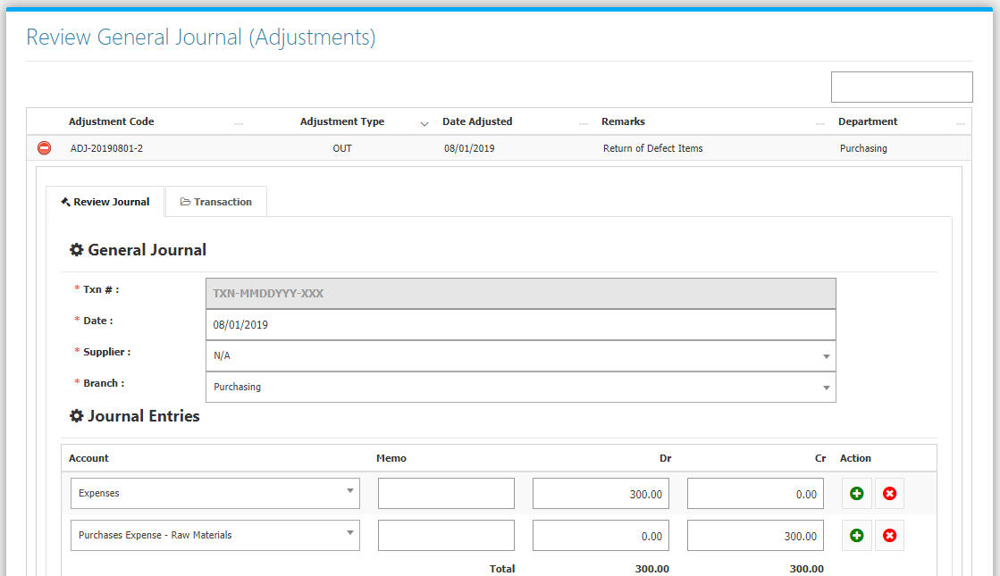 Review General Journal (Adjustments)
Adjustment Code ... Adjustment Type Date Adjusted ... Remarks ... Department ...
ADJ-20190801-2 OUT 08/01/2019 Return of Defect Items Purchasing
Review Journal Transaction
General Journal
* Txn # : TXN-MMDDYYY-XXX
* Date : 08/01/2019
* Supplier : N/A
* Branch : Purchasing
Journal Entries
Account Memo Dr Cr Action
Expenses 300.00 0.00
Purchases Expense - Raw Materials 0.00 300.00
Total 300.00 300.00